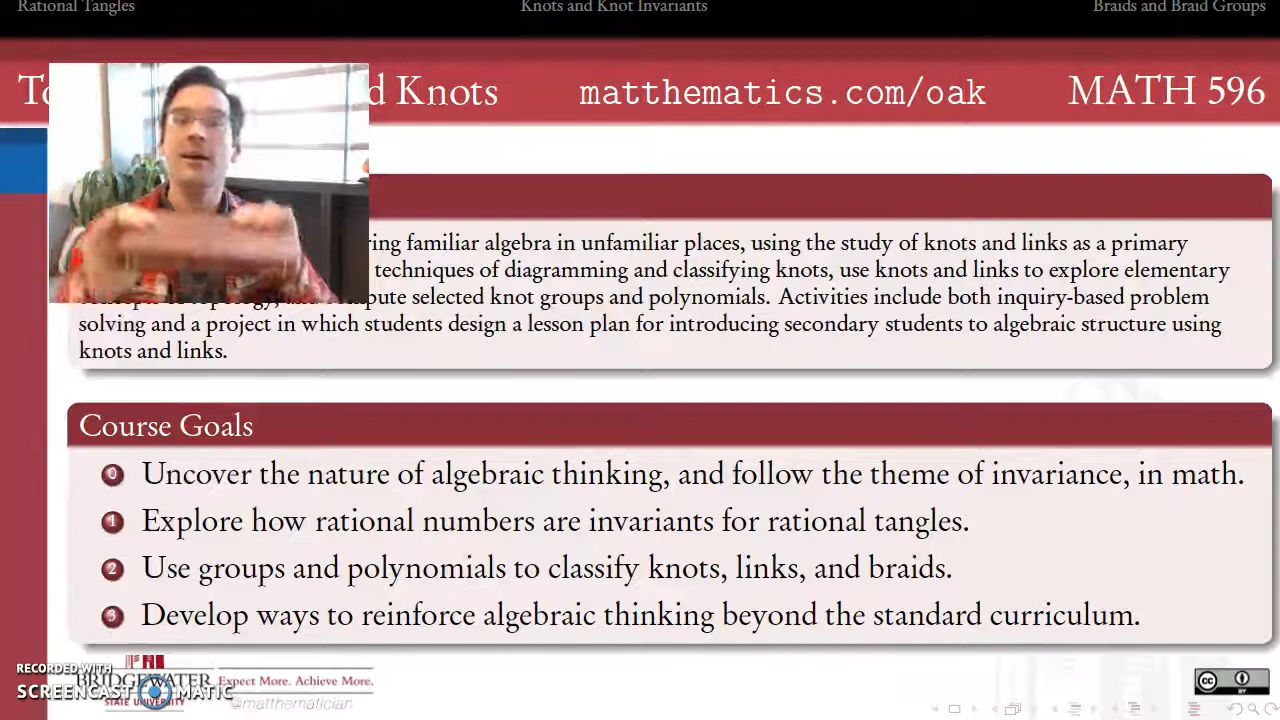 Rational Tangles Knots and Knot Invariants Braids and Braid Groups
d Knots matthematics.com/oak MATH 596
familiar algebra in unfamiliar places, using the study of knots and links as a primary
techniques of diagramming and classifying knots, use knots and links to explore elementary
selected knot groups and polynomials. Activities include both inquiry-based problem
solving and a project in which students design a lesson plan for introducing secondary students to algebraic structure using
knots and links.
Course Goals
0 Uncover the nature of algebraic thinking, and follow the theme of invariance, in math.
1 Explore how rational numbers are invariants for rational tangles.
2 Use groups and polynomials to classify knots, links, and braids.
3 Develop ways to reinforce algebraic thinking beyond the standard curriculum.
RECORDED WITH
SCREENCAST MATIC
BRIDGEWATER
STATE UNIVERSITY
Expect More. Achieve More.
@matthematician
cc BY